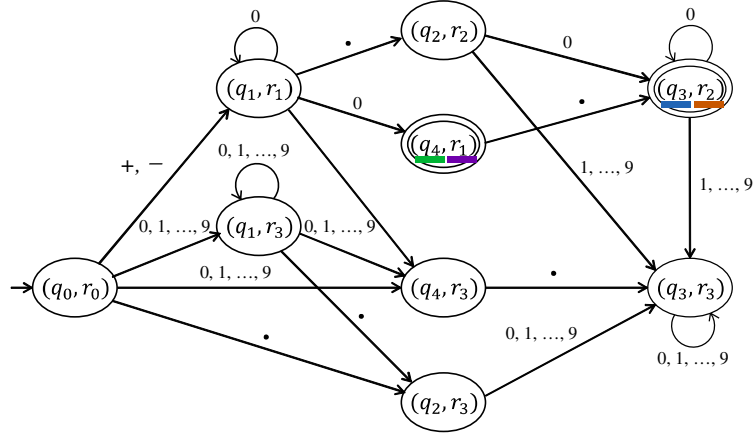 0
•
(q₂, r₂)
0
0
(q₁, r₁)
(q₃, r₂)
0
•
(q₄, r₁)
+, −
0, 1, …, 9
1, …, 9
1, …, 9
0, 1, …, 9
(q₁, r₃)
0, 1, …, 9
0, 1, …, 9
•
(q₀, r₀)
(q₄, r₃)
(q₃, r₃)
•
•
0, 1, …, 9
0, 1, …, 9
(q₂, r₃)